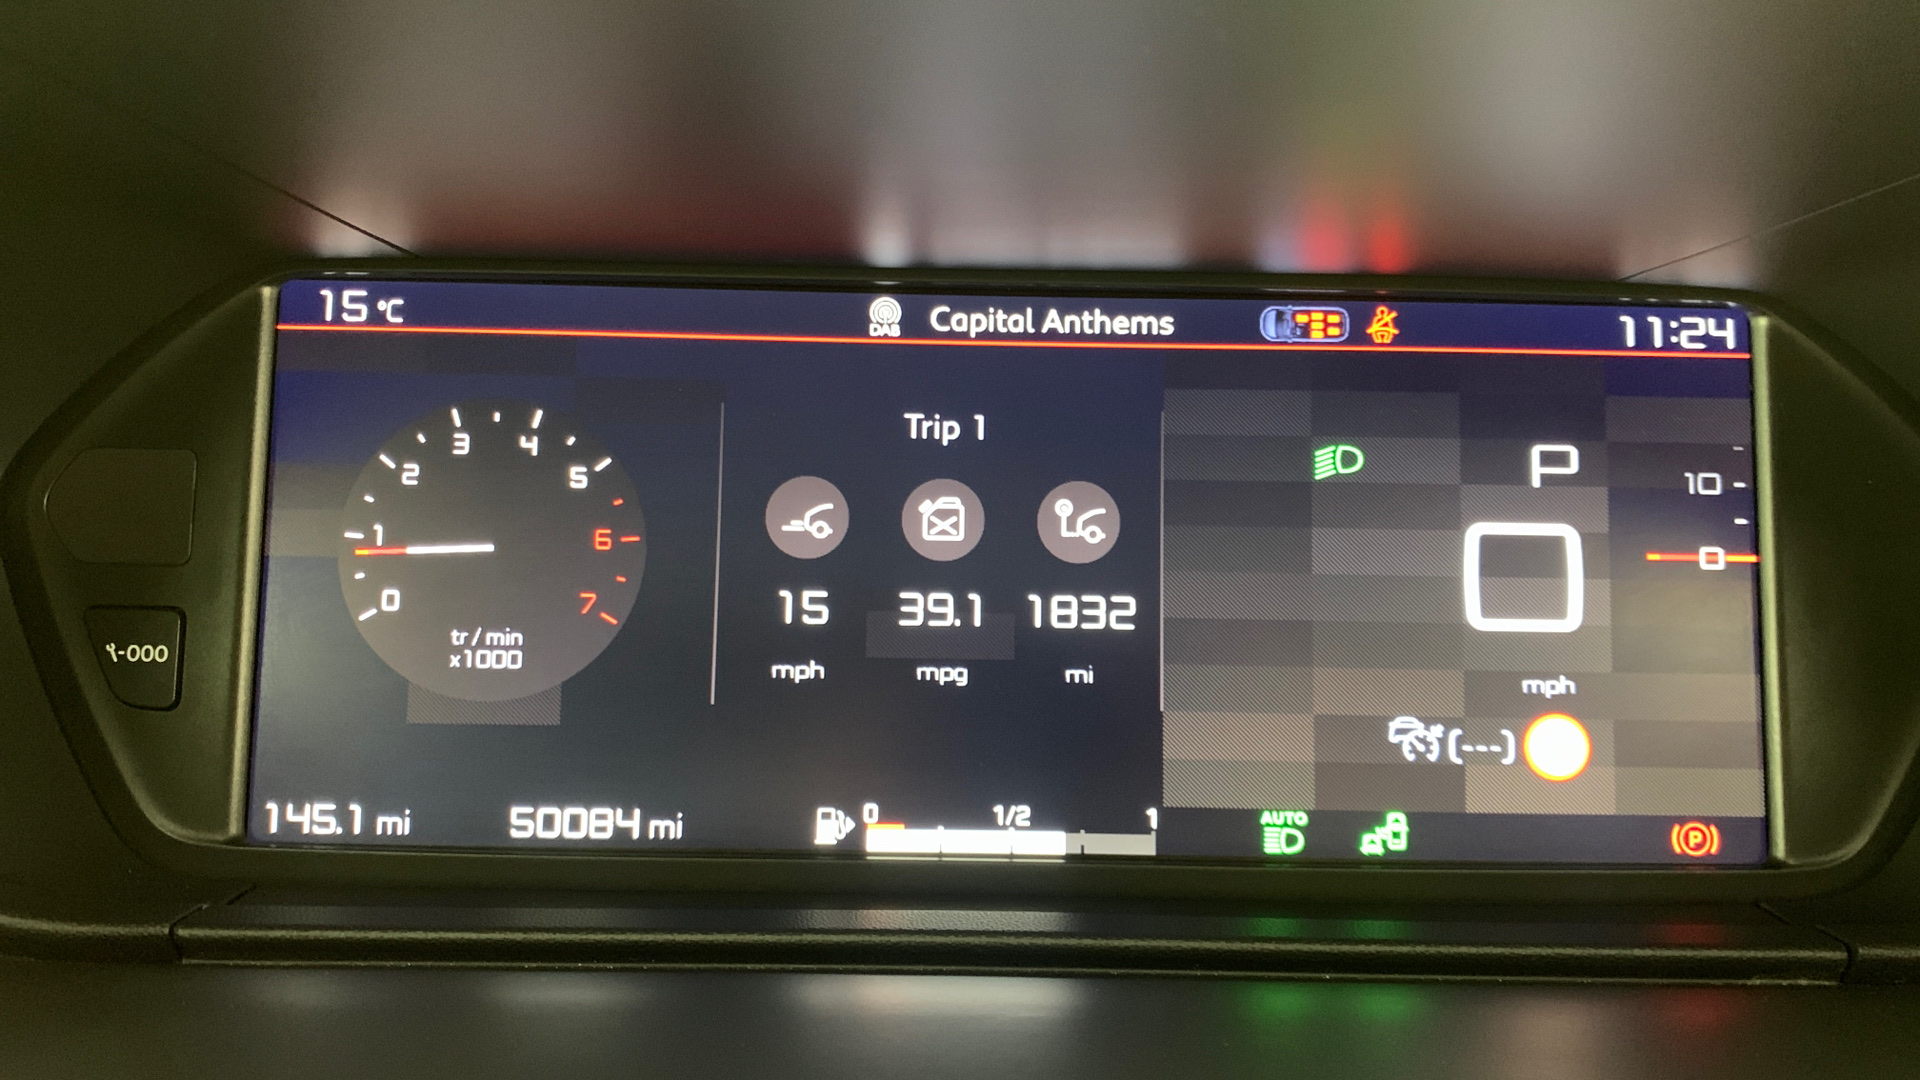 15 °C
DAB
Capital Anthems
11:24
Trip 1
0
1
2
3
4
5
6
7
tr/min
x1000
15
39.1
1832
mph
mpg
mi
P
0
mph
10
0
(---)
-000
145.1 mi
50084 mi
0
1/2
1
AUTO
(P)